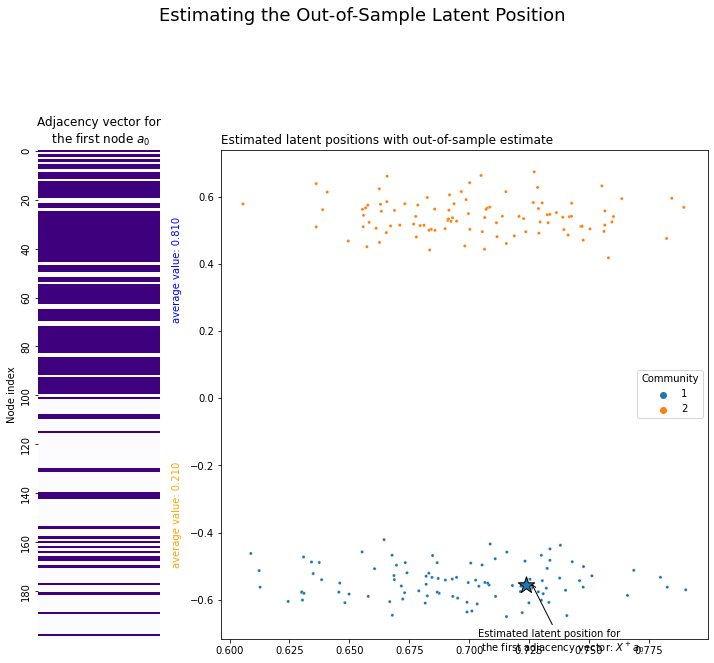 Estimating the Out-of-Sample Latent Position
Adjacency vector for
the first node a₀
Estimated latent positions with out-of-sample estimate
0
20
40
60
80
100
120
140
160
180
Node index
average value: 0.810
average value: 0.210
0.6
0.4
0.2
0.0
−0.2
−0.4
−0.6
Community
1
2
Estimated latent position for
the first adjacency vector: X⁺a₀
0.600 0.625 0.650 0.675 0.700 0.725 0.750 0.775